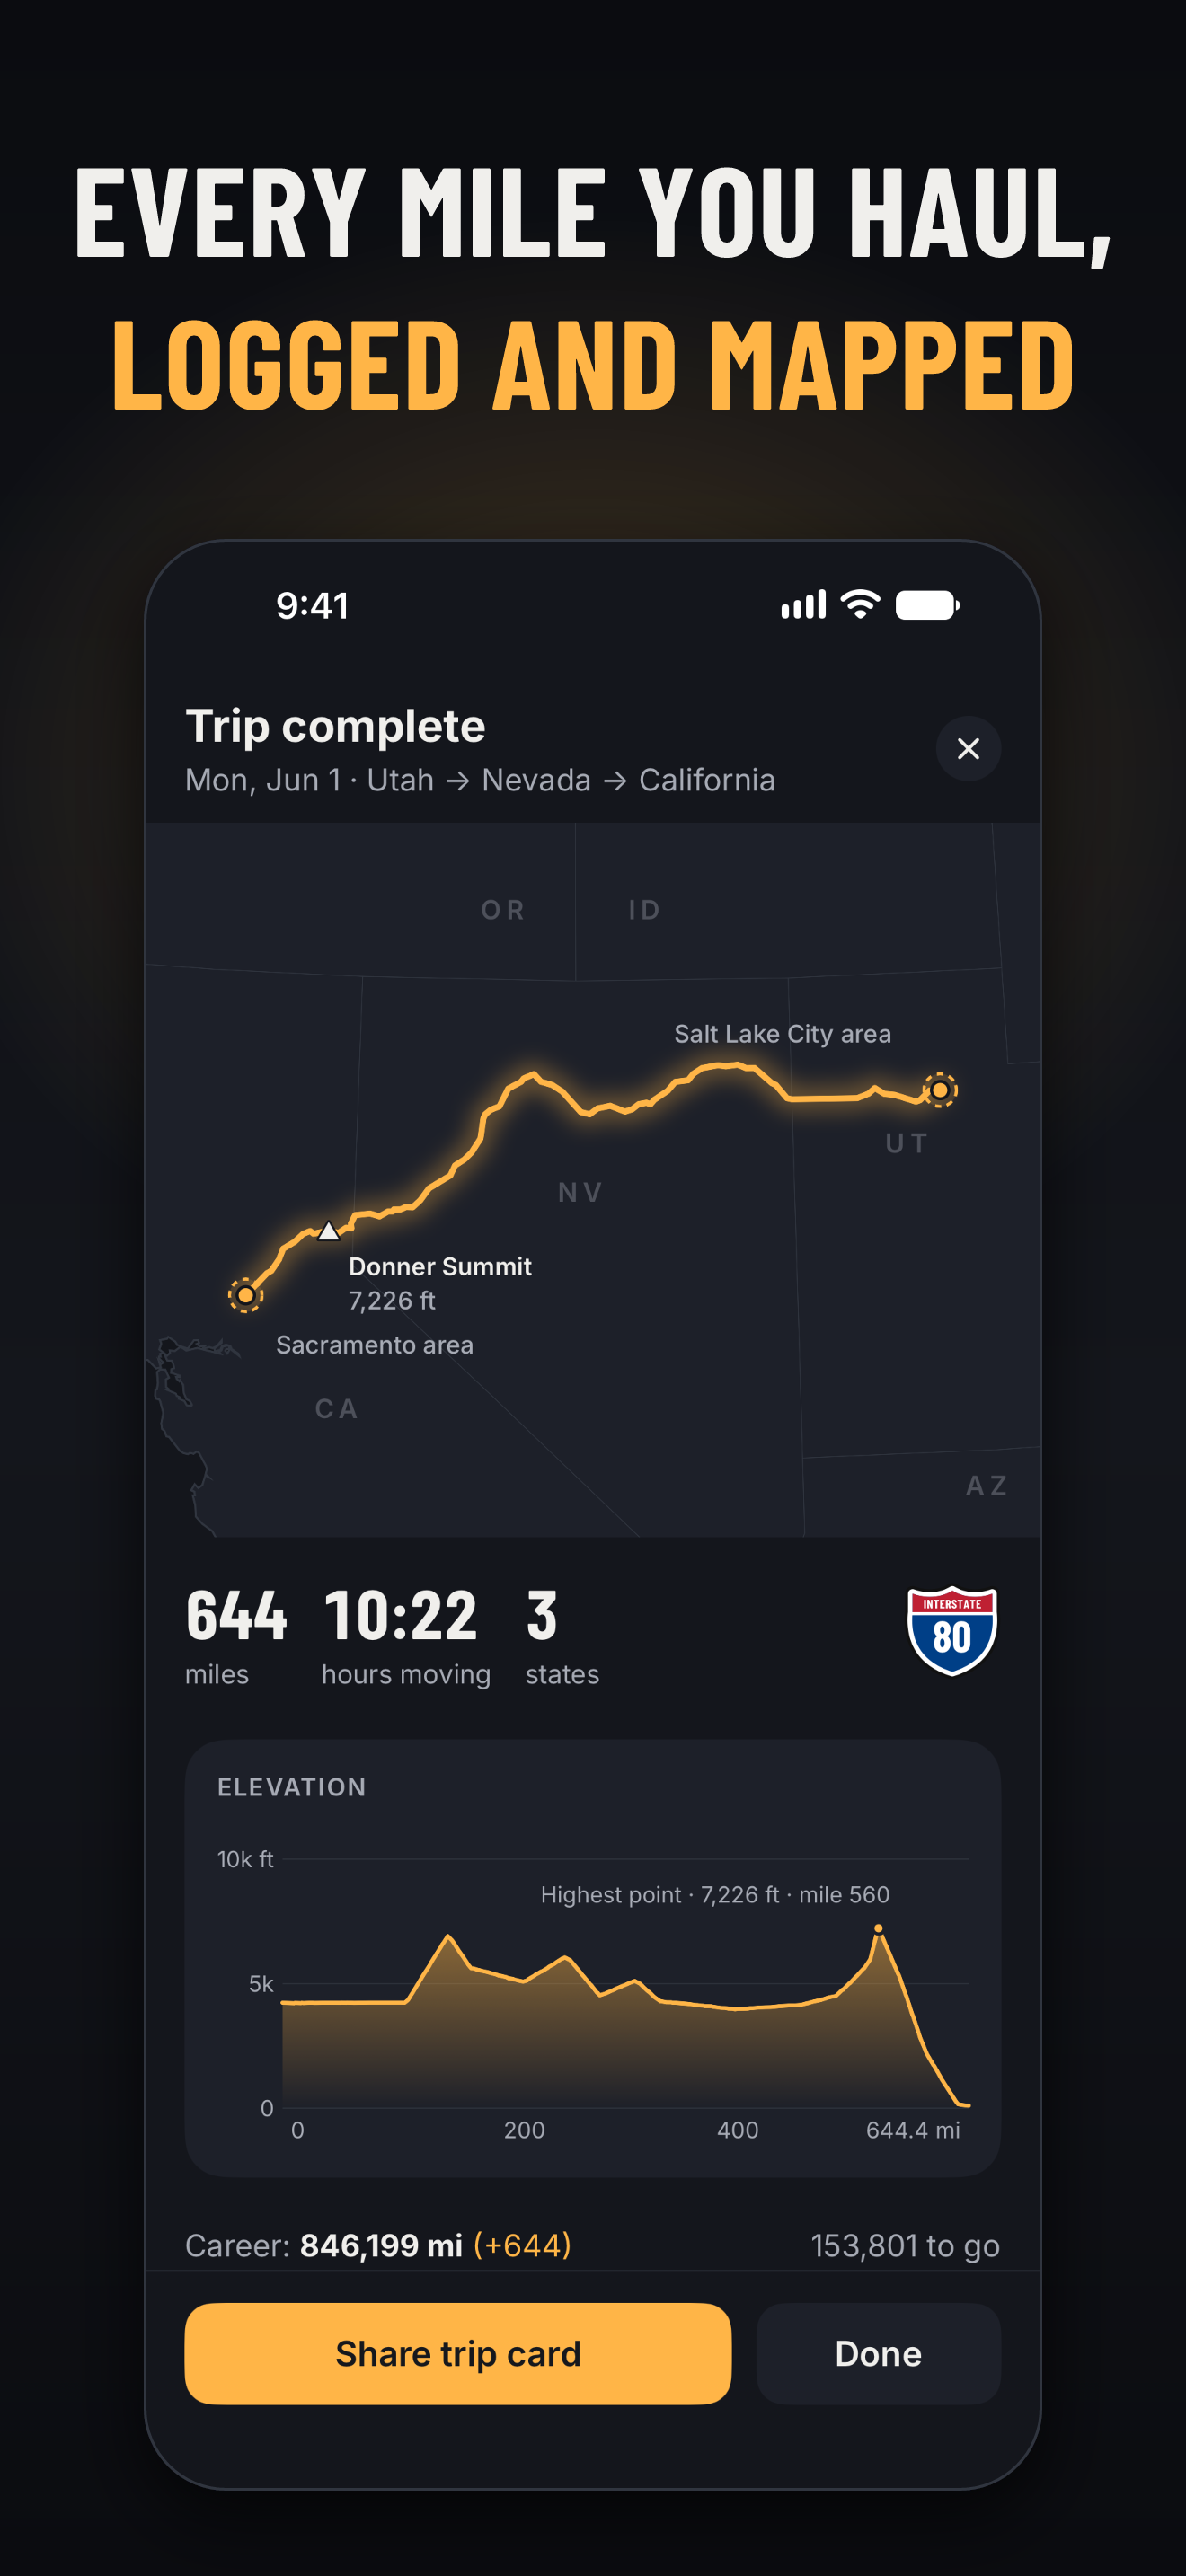 EVERY MILE YOU HAUL,
LOGGED AND MAPPED
9:41
Trip complete
Mon, Jun 1 · Utah → Nevada → California
OR
ID
Salt Lake City area
UT
NV
Donner Summit
7,226 ft
Sacramento area
CA
AZ
644 10:22 3
miles hours moving states
INTERSTATE
80
ELEVATION
10k ft
Highest point · 7,226 ft · mile 560
5k
0
0 200 400 644.4 mi
Career: 846,199 mi (+644) 153,801 to go
Share trip card Done